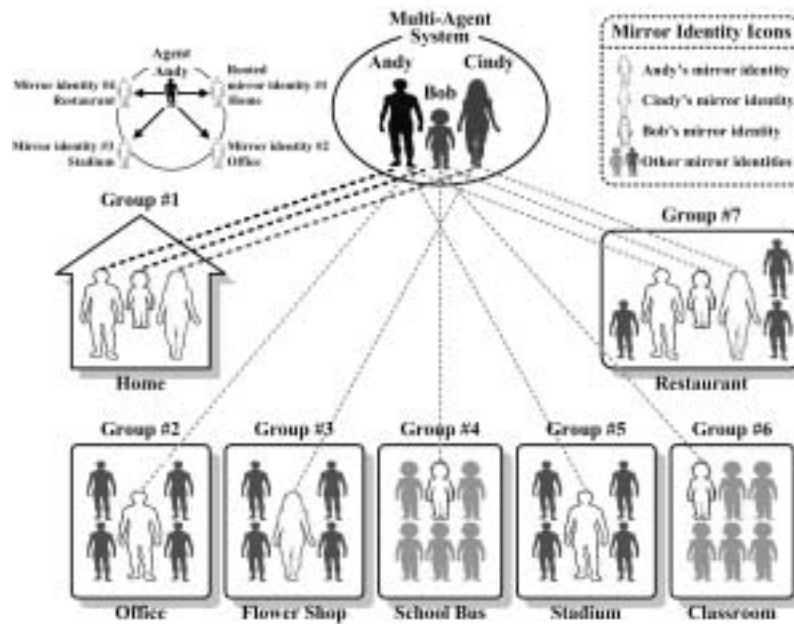 Multi-Agent
System
Andy
Bob
Cindy
Agent
Andy
Mirror identity #4
Restaurant
Rooted
mirror identity #1
Home
Mirror identity #3
Stadium
Mirror identity #2
Office
Mirror Identity Icons
Andy's mirror identity
Cindy's mirror identity
Bob's mirror identity
Other mirror identities
Group #1
Home
Group #7
Restaurant
Group #2
Office
Group #3
Flower Shop
Group #4
School Bus
Group #5
Stadium
Group #6
Classroom